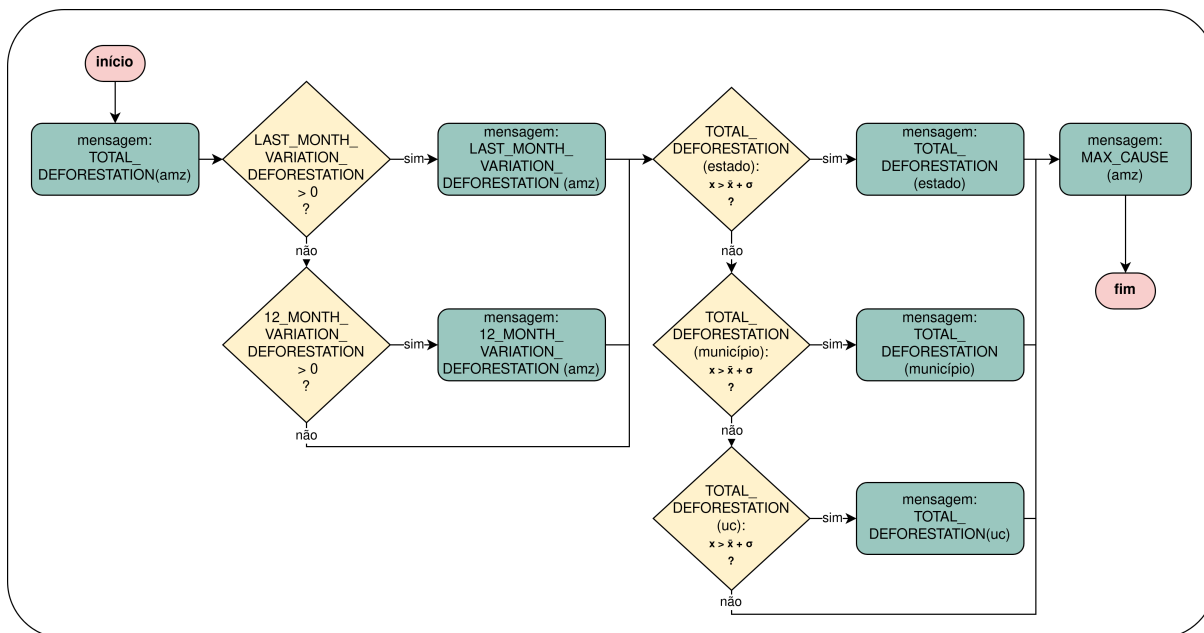 início
mensagem:
TOTAL_
DEFORESTATION(amz)
LAST_MONTH_
VARIATION_
DEFORESTATION
> 0
?
sim
mensagem:
LAST_MONTH_
VARIATION_
DEFORESTATION (amz)
não
12_MONTH_
VARIATION_
DEFORESTATION
> 0
?
sim
mensagem:
12_MONTH_
VARIATION_
DEFORESTATION (amz)
não
TOTAL_
DEFORESTATION
(estado):
x > x̄ + σ
?
sim
mensagem:
TOTAL_
DEFORESTATION
(estado)
não
TOTAL_
DEFORESTATION
(município):
x > x̄ + σ
?
sim
mensagem:
TOTAL_
DEFORESTATION
(município)
não
TOTAL_
DEFORESTATION
(uc):
x > x̄ + σ
?
sim
mensagem:
TOTAL_
DEFORESTATION(uc)
não
mensagem:
MAX_CAUSE
(amz)
fim